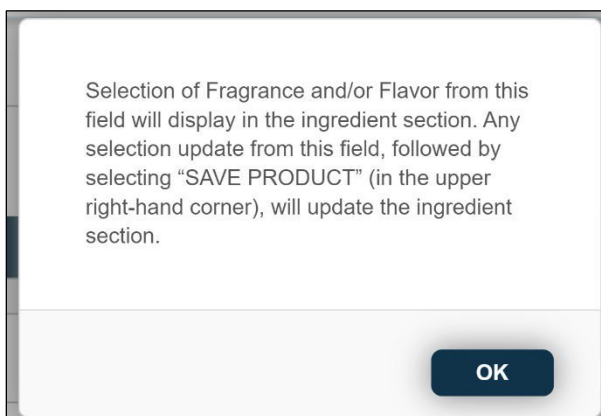 Selection of Fragrance and/or Flavor from this
field will display in the ingredient section. Any
selection update from this field, followed by
selecting “SAVE PRODUCT” (in the upper
right-hand corner), will update the ingredient
section.
OK